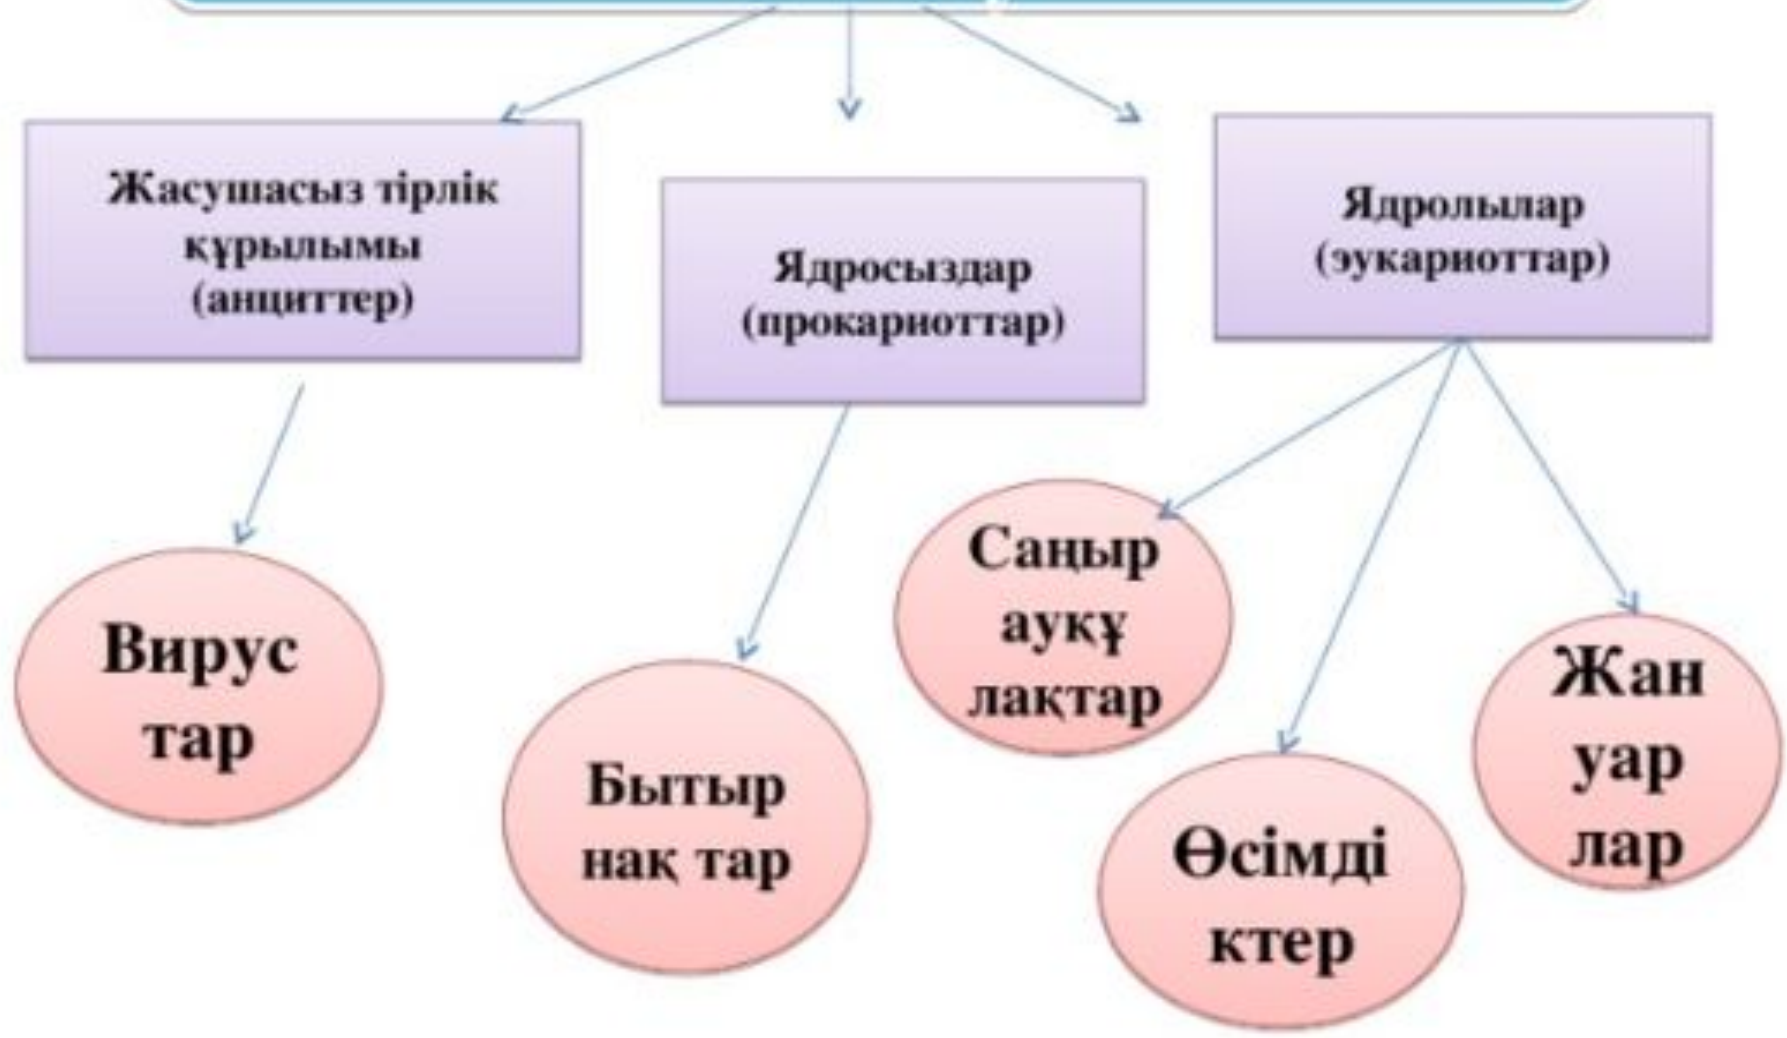 Жасушасыз тірлік
құрылымы
(анциттер)
Ядросыздар
(прокариоттар)
Ядролылар
(эукариоттар)
Вирус
тар
Бытыр
нақ тар
Саңыр
ауқұ
лақтар
Өсімді
ктер
Жан
уар
лар